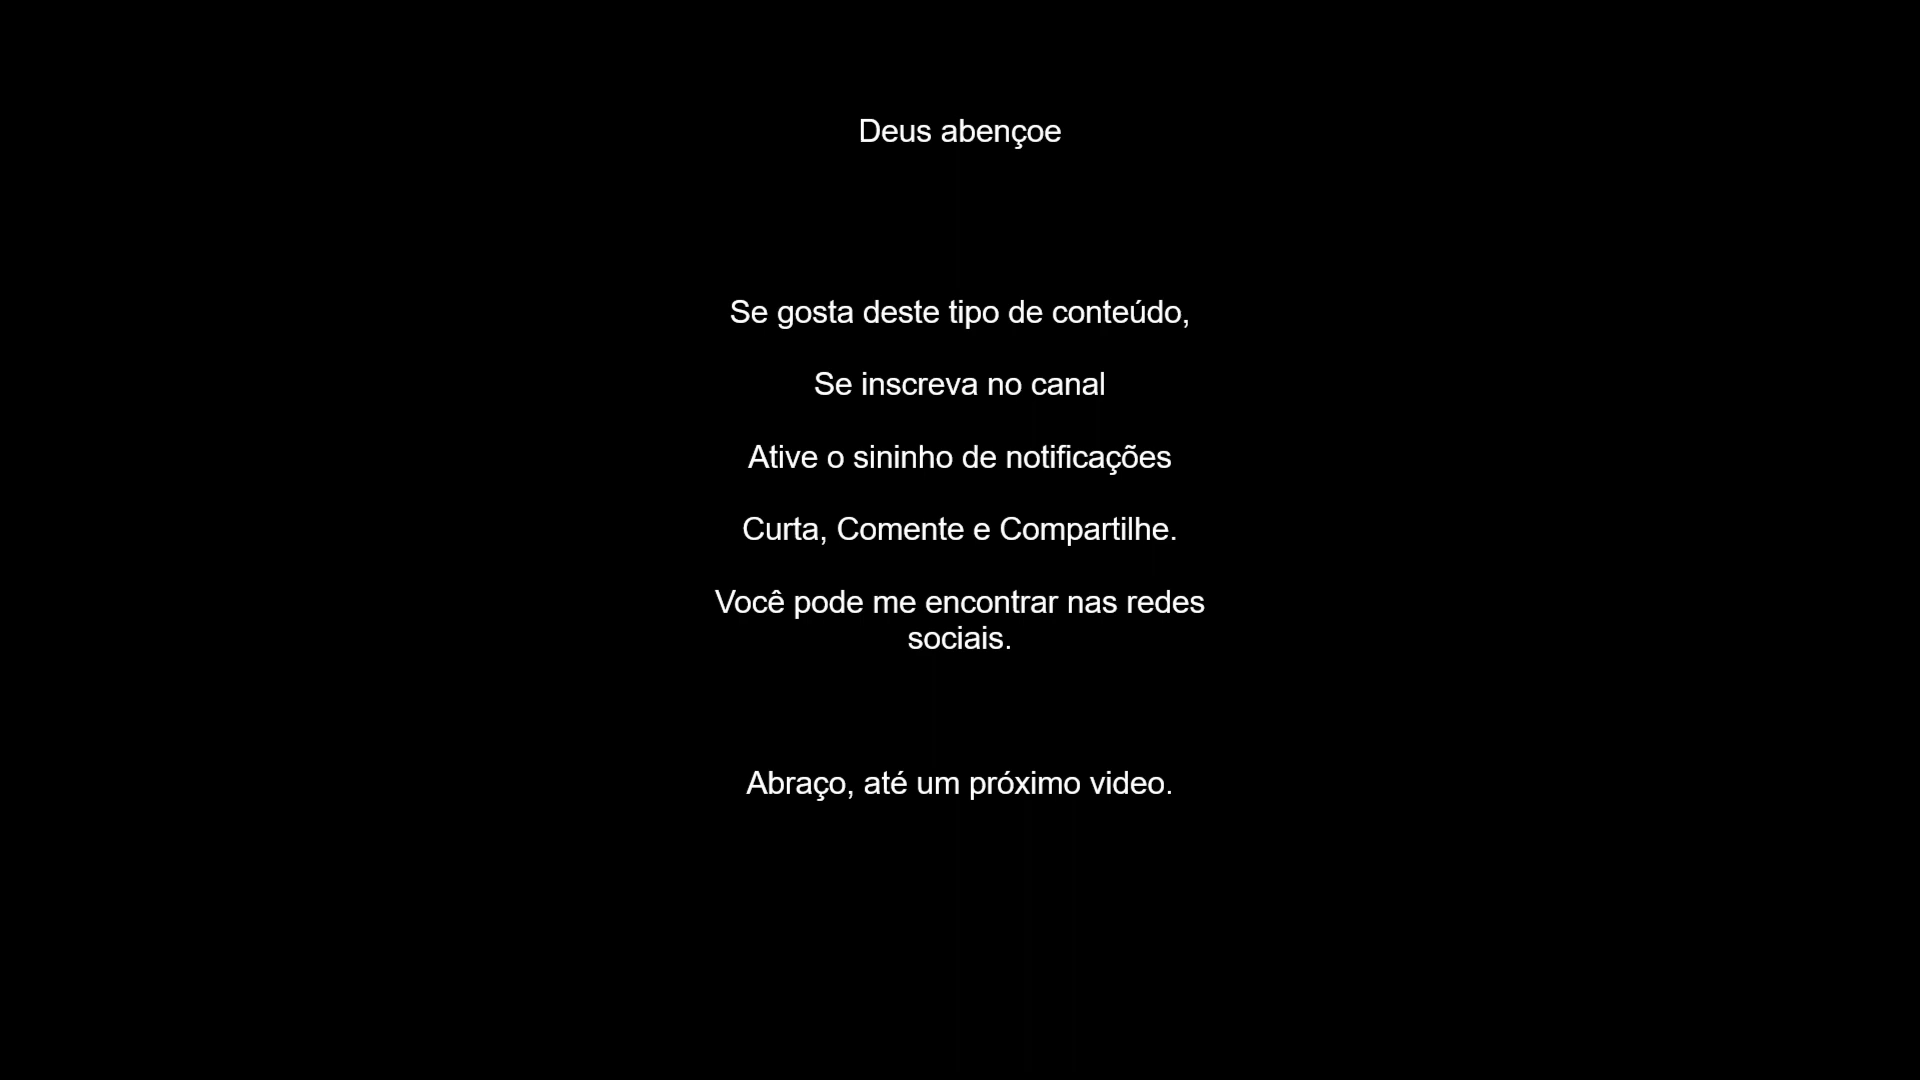 Deus abençoe
Se gosta deste tipo de conteúdo,
Se inscreva no canal
Ative o sininho de notificações
Curta, Comente e Compartilhe.
Você pode me encontrar nas redes
sociais.
Abraço, até um próximo video.